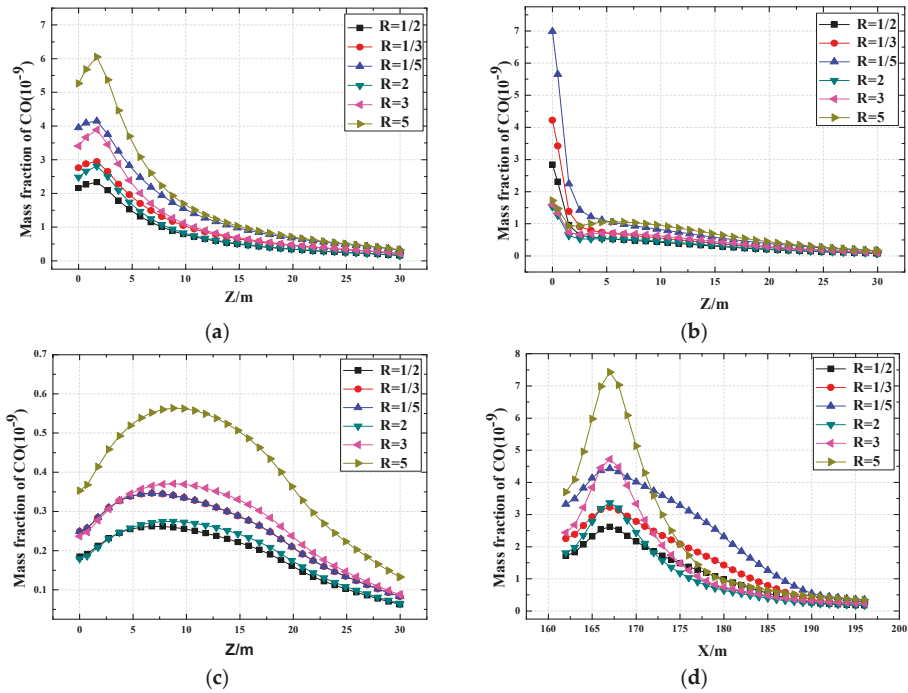 Mass fraction of CO(10⁻⁹)
7
6
5
4
3
2
1
0
R=1/2
R=1/3
R=1/5
R=2
R=3
R=5
0
5
10
15
20
25
30
Z/m
(a)
Mass fraction of CO(10⁻⁹)
7
6
5
4
3
2
1
0
R=1/2
R=1/3
R=1/5
R=2
R=3
R=5
0
5
10
15
20
25
30
Z/m
(b)
Mass fraction of CO(10⁻⁹)
0.7
0.6
0.5
0.4
0.3
0.2
0.1
R=1/2
R=1/3
R=1/5
R=2
R=3
R=5
0
5
10
15
20
25
30
Z/m
(c)
Mass fraction of CO(10⁻⁹)
8
7
6
5
4
3
2
1
0
R=1/2
R=1/3
R=1/5
R=2
R=3
R=5
160
165
170
175
180
185
190
195
200
X/m
(d)